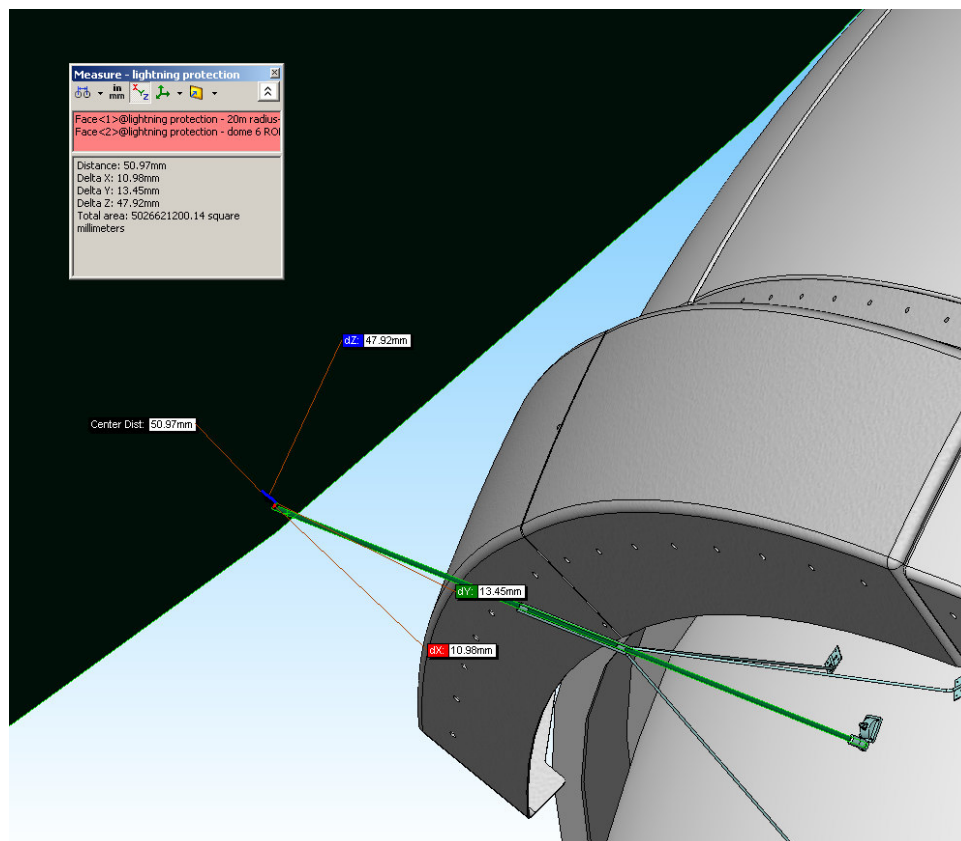 Measure - lightning protection
in
mm
X Y Z
Face<1>@lightning protection - 20m radius-
Face<2>@lightning protection - dome 6 ROI
Distance: 50.97mm
Delta X: 10.98mm
Delta Y: 13.45mm
Delta Z: 47.92mm
Total area: 5026621200.14 square
millimeters
dZ: 47.92mm
Center Dist: 50.97mm
dY: 13.45mm
dX: 10.98mm